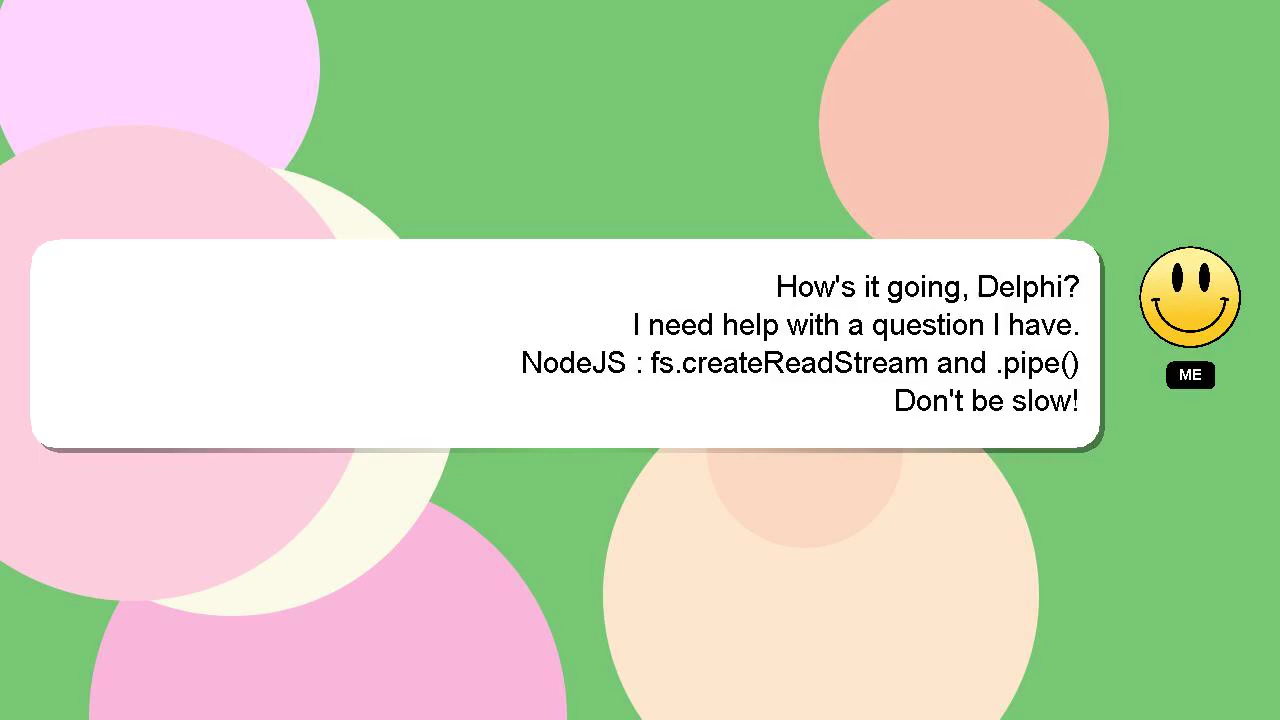 How's it going, Delphi?
I need help with a question I have.
NodeJS : fs.createReadStream and .pipe()
Don't be slow!
ME